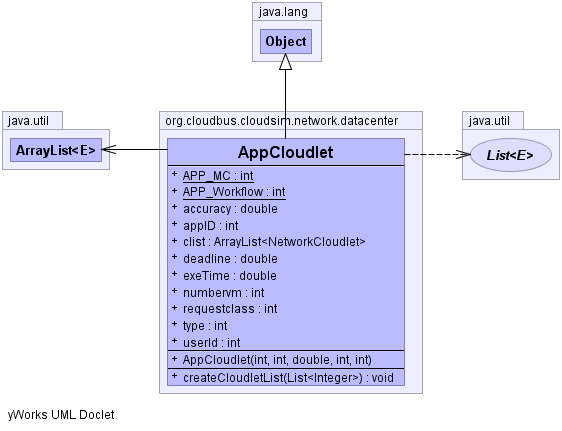 java.lang
Object
java.util
ArrayList<E>
org.cloudbus.cloudsim.network.datacenter
AppCloudlet
java.util
List<E>
+ APP_MC : int
+ APP_Workflow : int
+ accuracy : double
+ appID : int
+ clist : ArrayList<NetworkCloudlet>
+ deadline : double
+ exeTime : double
+ numbervm : int
+ requestclass : int
+ type : int
+ userId : int
+ AppCloudlet(int, int, double, int, int)
+ createCloudletList(List<Integer>) : void
yWorks UML Doclet